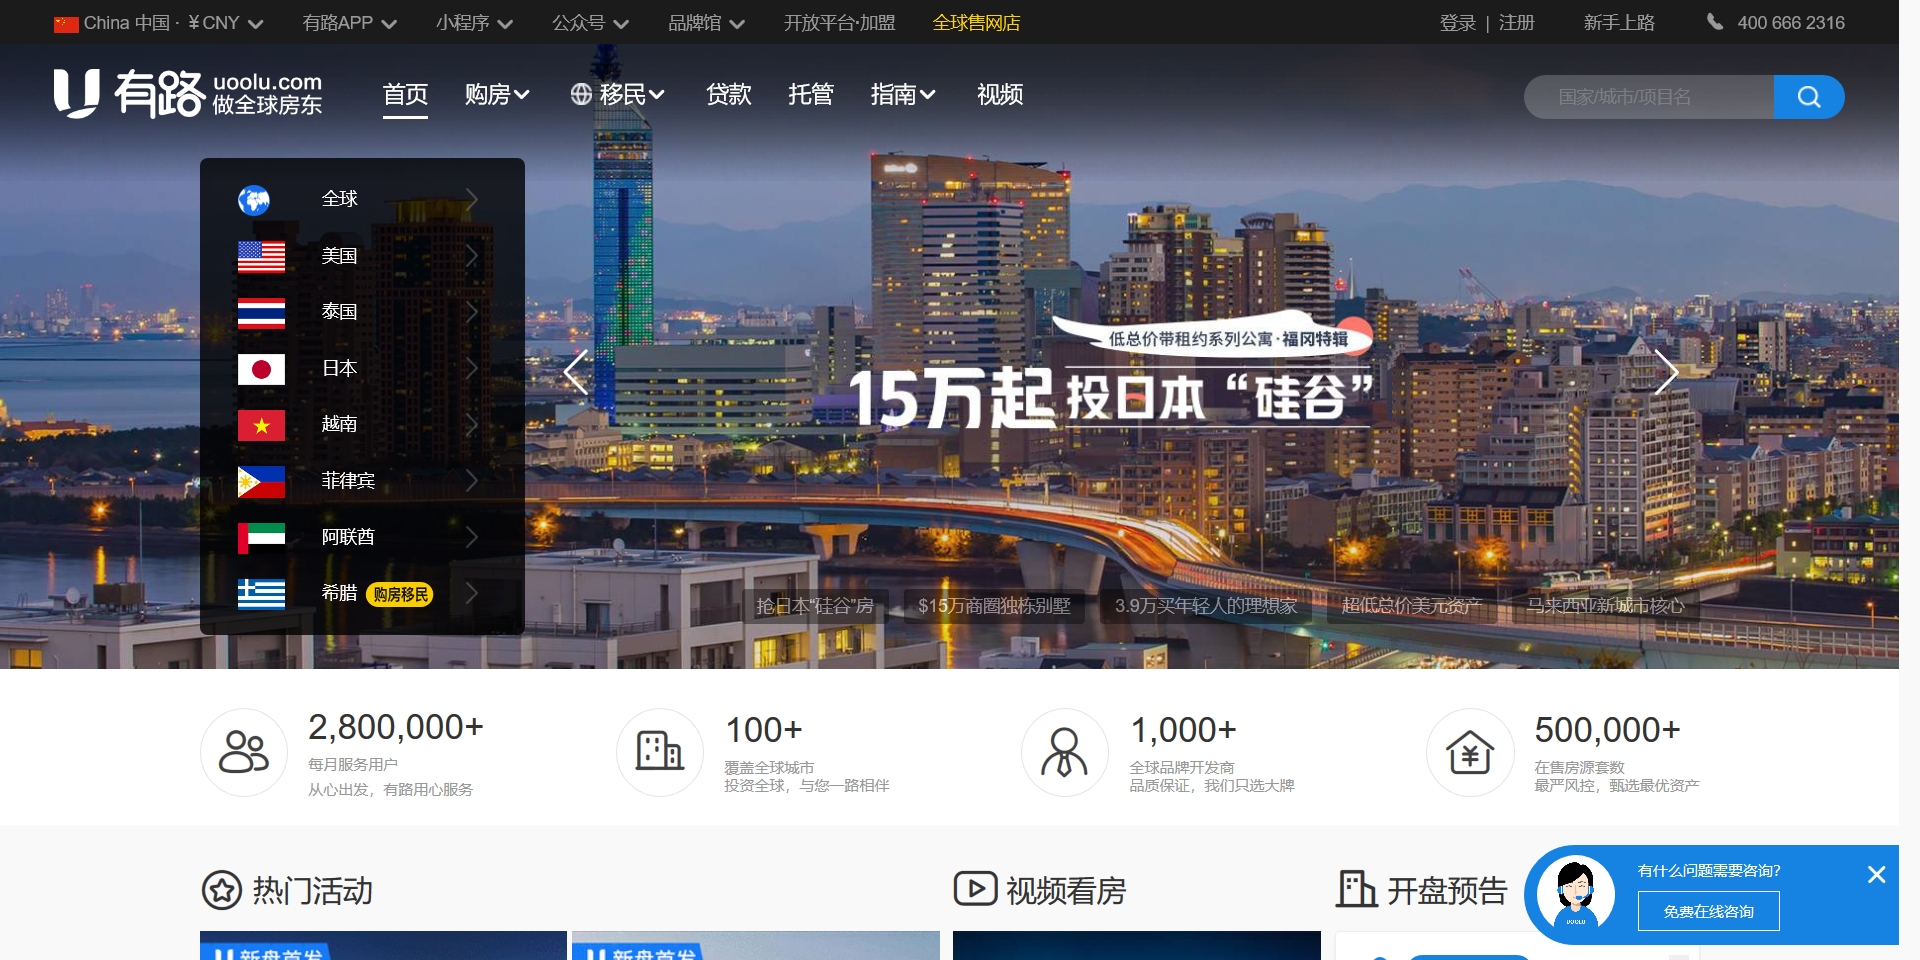 China 中国 · ￥CNY
有路APP
小程序
公众号
品牌馆
开放平台·加盟
全球售网店
登录 | 注册
新手上路
400 666 2316
有路
uoolu.com
做全球房东
首页
购房
移民
贷款
托管
指南
视频
国家/城市/项目名
全球
美国
泰国
日本
越南
菲律宾
阿联酋
希腊
购房移民
低总价带租约系列公寓·福冈特辑
15万起投日本“硅谷”
抢日本“硅谷”房
$15万商圈独栋别墅
3.9万买年轻人的理想家
超低总价美元资产
马来西亚新城市核心
2,800,000+
每月服务用户
从心出发，有路用心服务
100+
覆盖全球城市
投资全球，与您一路相伴
1,000+
全球品牌开发商
品质保证，我们只选大牌
500,000+
在售房源套数
最严风控，甄选最优资产
热门活动
视频看房
开盘预告
新盘首发
新盘首发
UOOLU
有什么问题需要咨询?
免费在线咨询